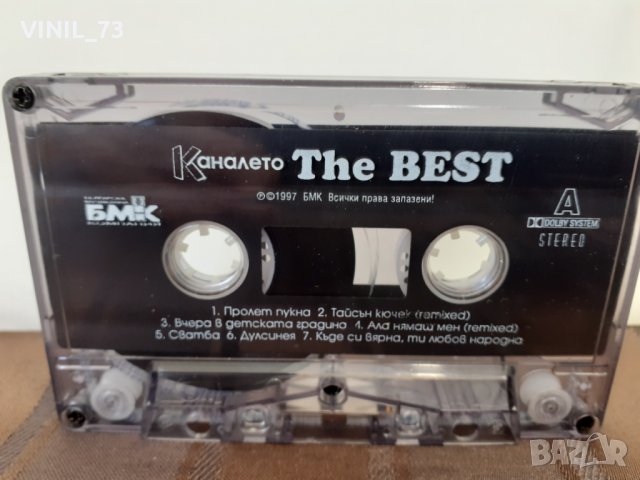 VINIL_73
Каналето The BEST
℗©1997 БМК Всички права запазени!
БМК
A
DOLBY SYSTEM
STEREO
1. Пролет пукна 2. Тайсън кючек (remixed)
3. Вчера в детската градина 4. Ала нямаш мен (remixed)
5. Сватба 6. Дулсинея 7. Къде си вярна, ти любов народна
BAZAR